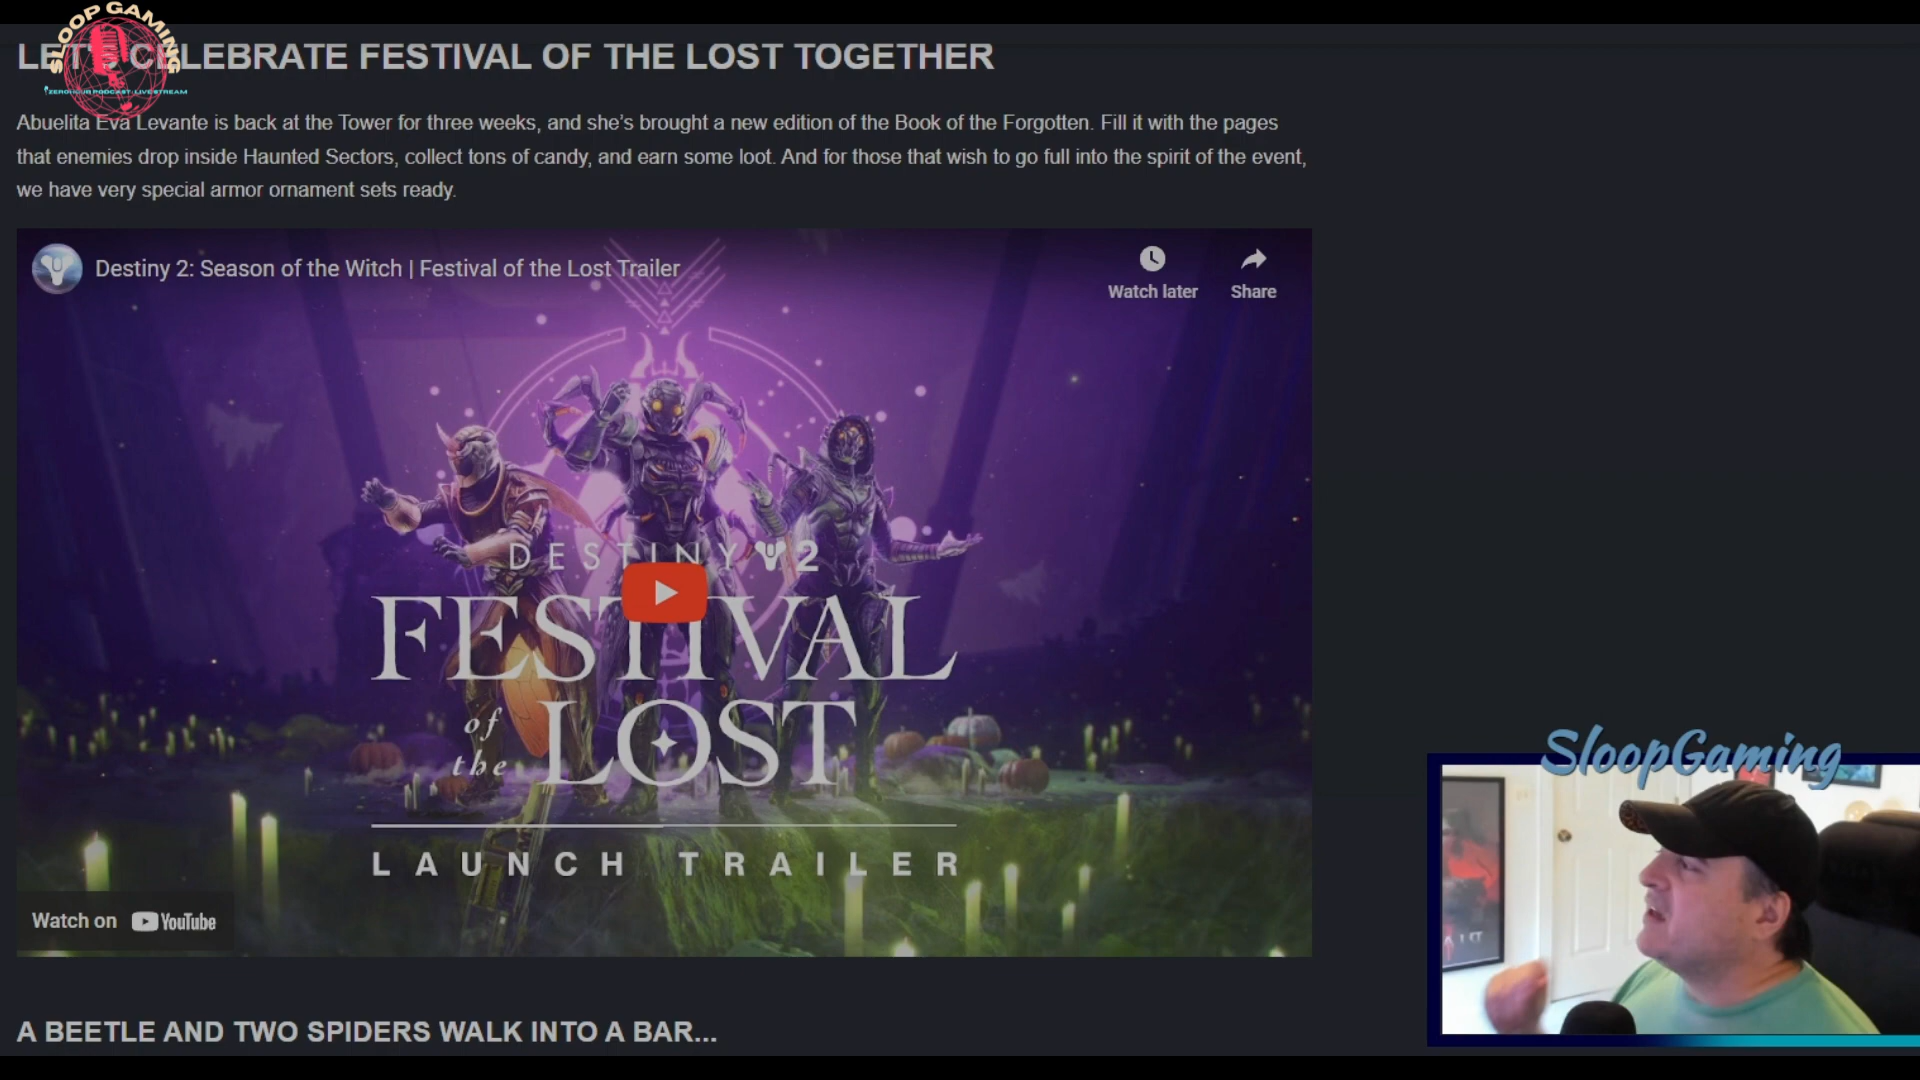 SLOOP GAMING
LET'S CELEBRATE FESTIVAL OF THE LOST TOGETHER
ZEROHOUR PODCAST: LIVESTREAM
Abuelita Eva Levante is back at the Tower for three weeks, and she's brought a new edition of the Book of the Forgotten. Fill it with the pages
that enemies drop inside Haunted Sectors, collect tons of candy, and earn some loot. And for those that wish to go full into the spirit of the event,
we have very special armor ornament sets ready.
Destiny 2: Season of the Witch | Festival of the Lost Trailer
Watch later
Share
DESTINY 2
FESTIVAL
of the LOST
LAUNCH TRAILER
Watch on YouTube
SloopGaming
A BEETLE AND TWO SPIDERS WALK INTO A BAR...